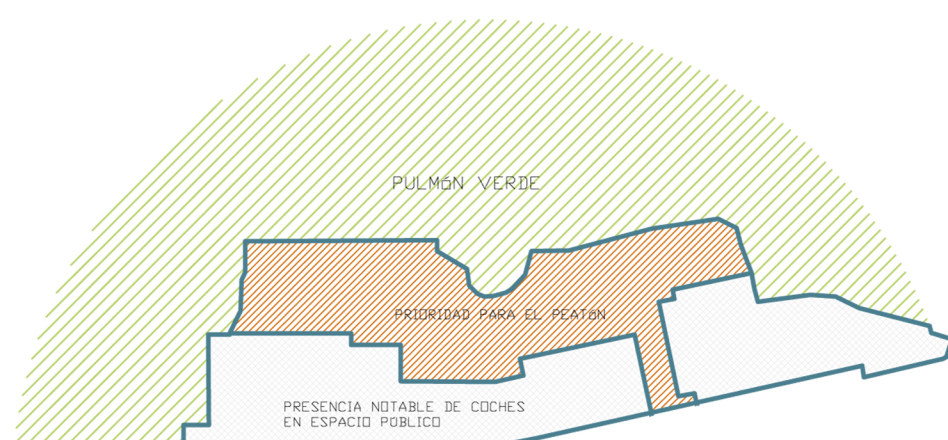 PULMóN VERDE
PRIORIDAD PARA EL PEATóN
PRESENCIA NOTABLE DE COCHES
EN ESPACIO PÚBLICO